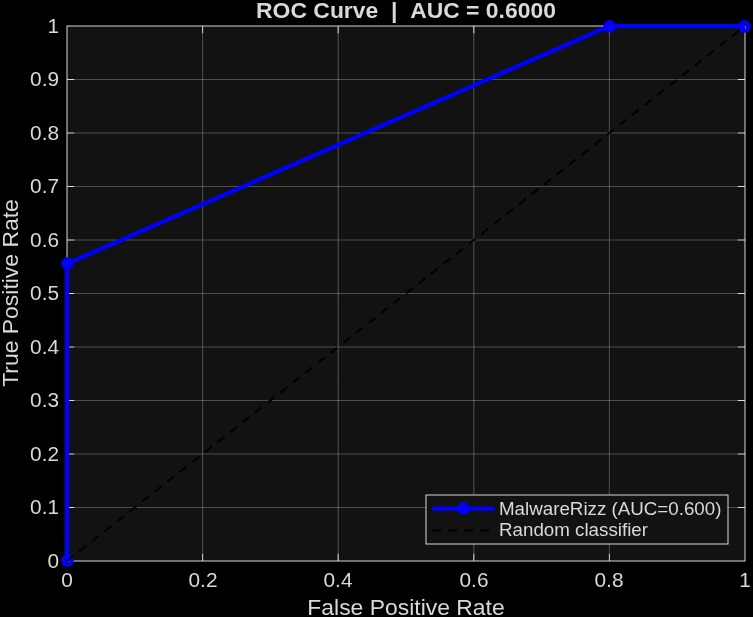 ROC Curve | AUC = 0.6000
True Positive Rate
1
0.9
0.8
0.7
0.6
0.5
0.4
0.3
0.2
0.1
0
0 0.2 0.4 0.6 0.8 1
False Positive Rate
MalwareRizz (AUC=0.600)
Random classifier